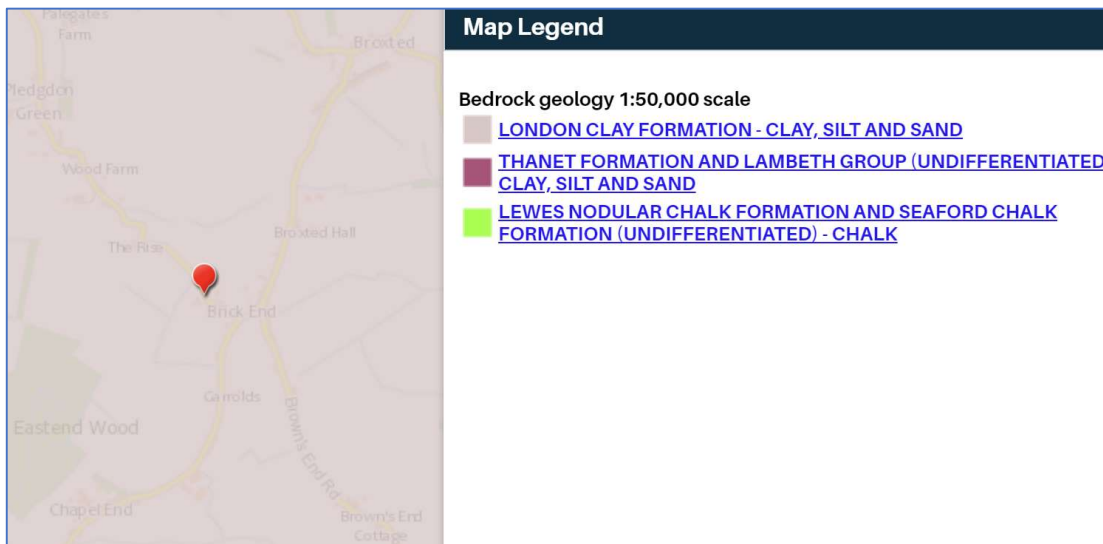 Palegates
Farm
Broxted
Pledgdon
Green
Wood Farm
Broxted Hall
The Rise
Brick End
Garrolds
Eastend Wood
Brown's End Rd
Chapel End
Brown's End
Cottage
Map Legend
Bedrock geology 1:50,000 scale
LONDON CLAY FORMATION - CLAY, SILT AND SAND
THANET FORMATION AND LAMBETH GROUP (UNDIFFERENTIATED
CLAY, SILT AND SAND
LEWES NODULAR CHALK FORMATION AND SEAFORD CHALK
FORMATION (UNDIFFERENTIATED) - CHALK